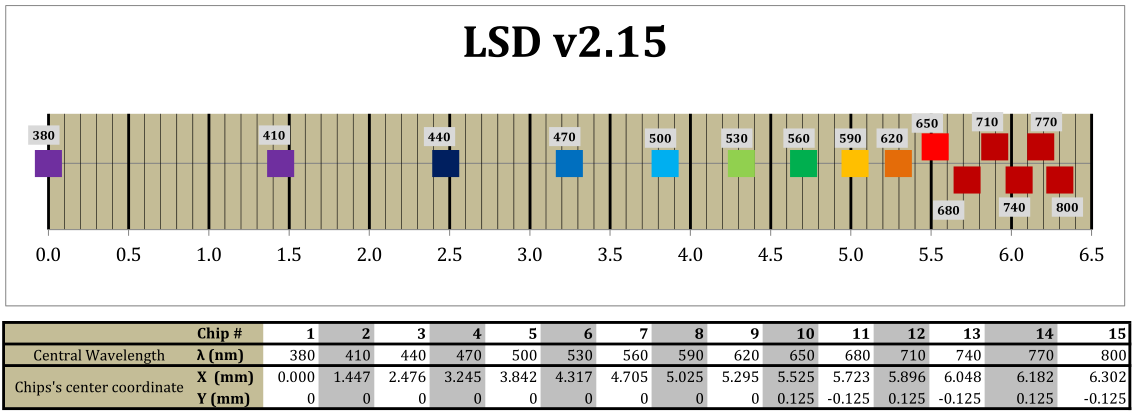 LSD v2.15
380 410 440 470 500 530 560 590 620 650 710 770
680 740 800
0.0 0.5 1.0 1.5 2.0 2.5 3.0 3.5 4.0 4.5 5.0 5.5 6.0 6.5
Chip # 1 2 3 4 5 6 7 8 9 10 11 12 13 14 15
Central Wavelength λ (nm) 380 410 440 470 500 530 560 590 620 650 680 710 740 770 800
Chips's center coordinate X (mm) 0.000 1.447 2.476 3.245 3.842 4.317 4.705 5.025 5.295 5.525 5.723 5.896 6.048 6.182 6.302
Y (mm) 0 0 0 0 0 0 0 0 0 0.125 -0.125 0.125 -0.125 0.125 -0.125